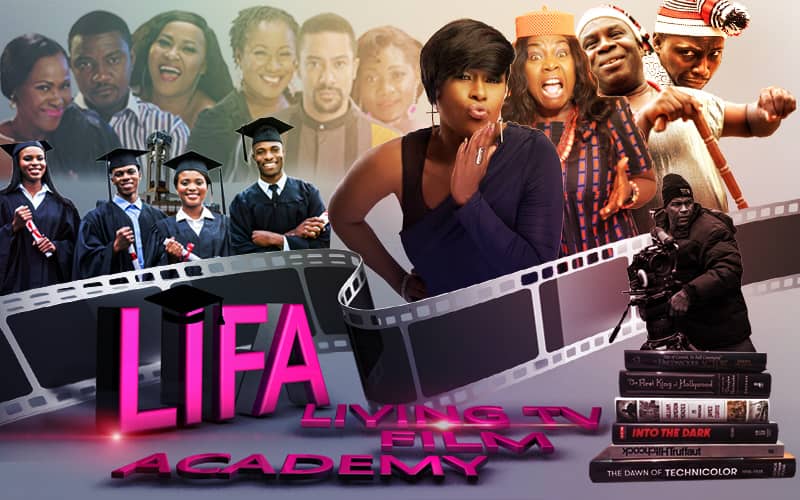 LIFA
LIVING TV
FILM
ACADEMY
The First King of Hollywood
INTO THE DARK
Hitchcock/Truffaut
THE DAWN OF TECHNICOLOR